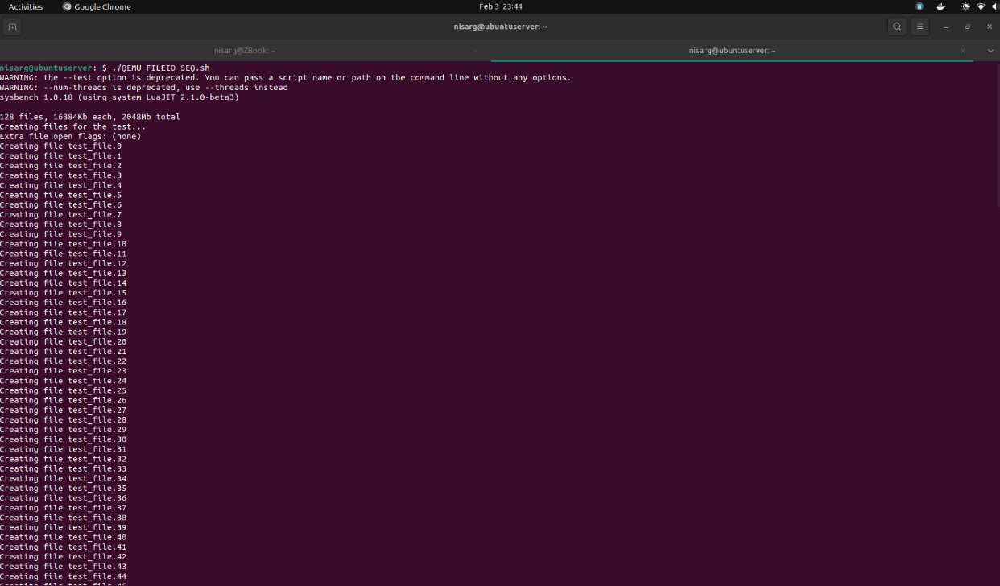 Activities
Google Chrome
Feb 3 23:44
nisarg@ubuntuserver: ~
nisarg@ZBook: ~
nisarg@ubuntuserver: ~
nisarg@ubuntuserver:~$ ./QEMU_FILEIO_SEQ.sh
WARNING: the --test option is deprecated. You can pass a script name or path on the command line without any options.
WARNING: --num-threads is deprecated, use --threads instead
sysbench 1.0.18 (using system LuaJIT 2.1.0-beta3)
128 files, 16384Kb each, 2048Mb total
Creating files for the test...
Extra file open flags: (none)
Creating file test_file.0
Creating file test_file.1
Creating file test_file.2
Creating file test_file.3
Creating file test_file.4
Creating file test_file.5
Creating file test_file.6
Creating file test_file.7
Creating file test_file.8
Creating file test_file.9
Creating file test_file.10
Creating file test_file.11
Creating file test_file.12
Creating file test_file.13
Creating file test_file.14
Creating file test_file.15
Creating file test_file.16
Creating file test_file.17
Creating file test_file.18
Creating file test_file.19
Creating file test_file.20
Creating file test_file.21
Creating file test_file.22
Creating file test_file.23
Creating file test_file.24
Creating file test_file.25
Creating file test_file.26
Creating file test_file.27
Creating file test_file.28
Creating file test_file.29
Creating file test_file.30
Creating file test_file.31
Creating file test_file.32
Creating file test_file.33
Creating file test_file.34
Creating file test_file.35
Creating file test_file.36
Creating file test_file.37
Creating file test_file.38
Creating file test_file.39
Creating file test_file.40
Creating file test_file.41
Creating file test_file.42
Creating file test_file.43
Creating file test_file.44